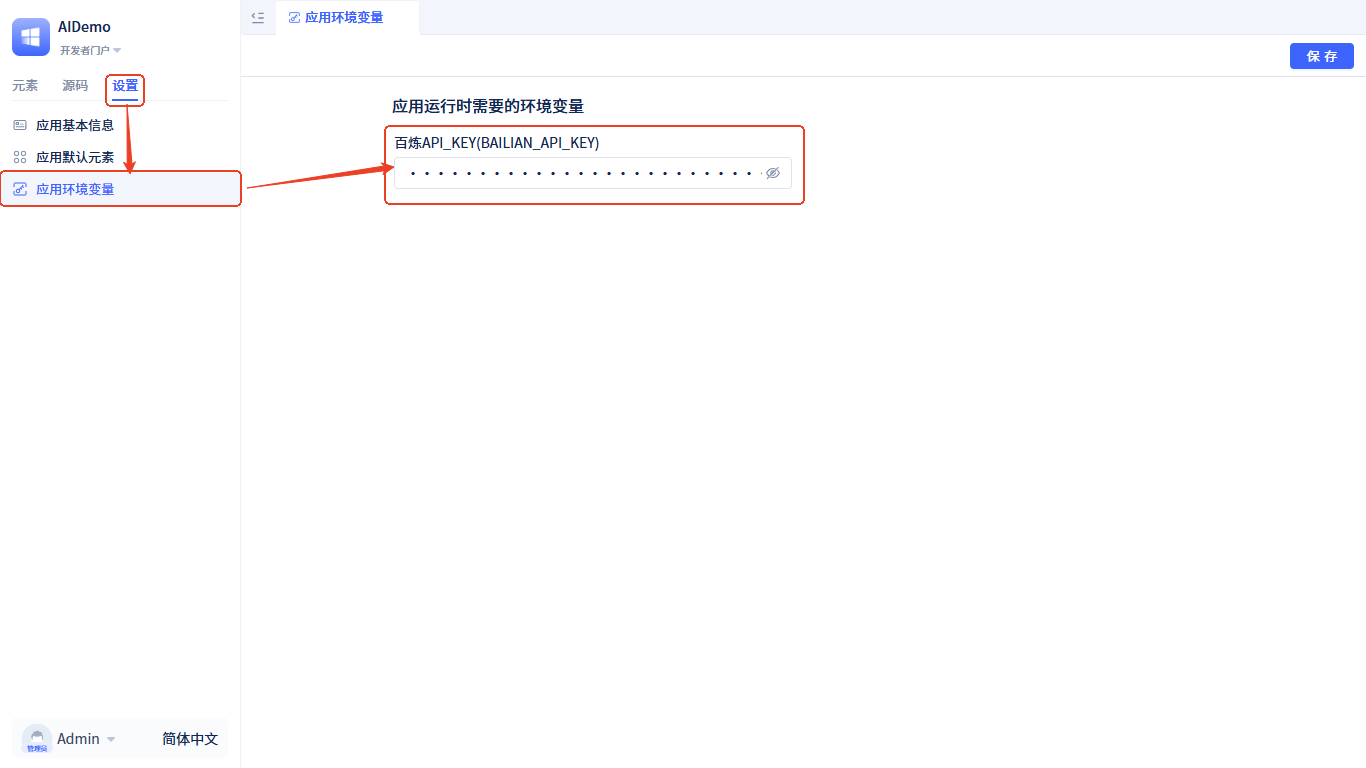 AIDemo
开发者门户
元素 源码 设置
应用基本信息
应用默认元素
应用环境变量
Admin
管理员
简体中文
应用环境变量
保 存
应用运行时需要的环境变量
百炼API_KEY(BAILIAN_API_KEY)